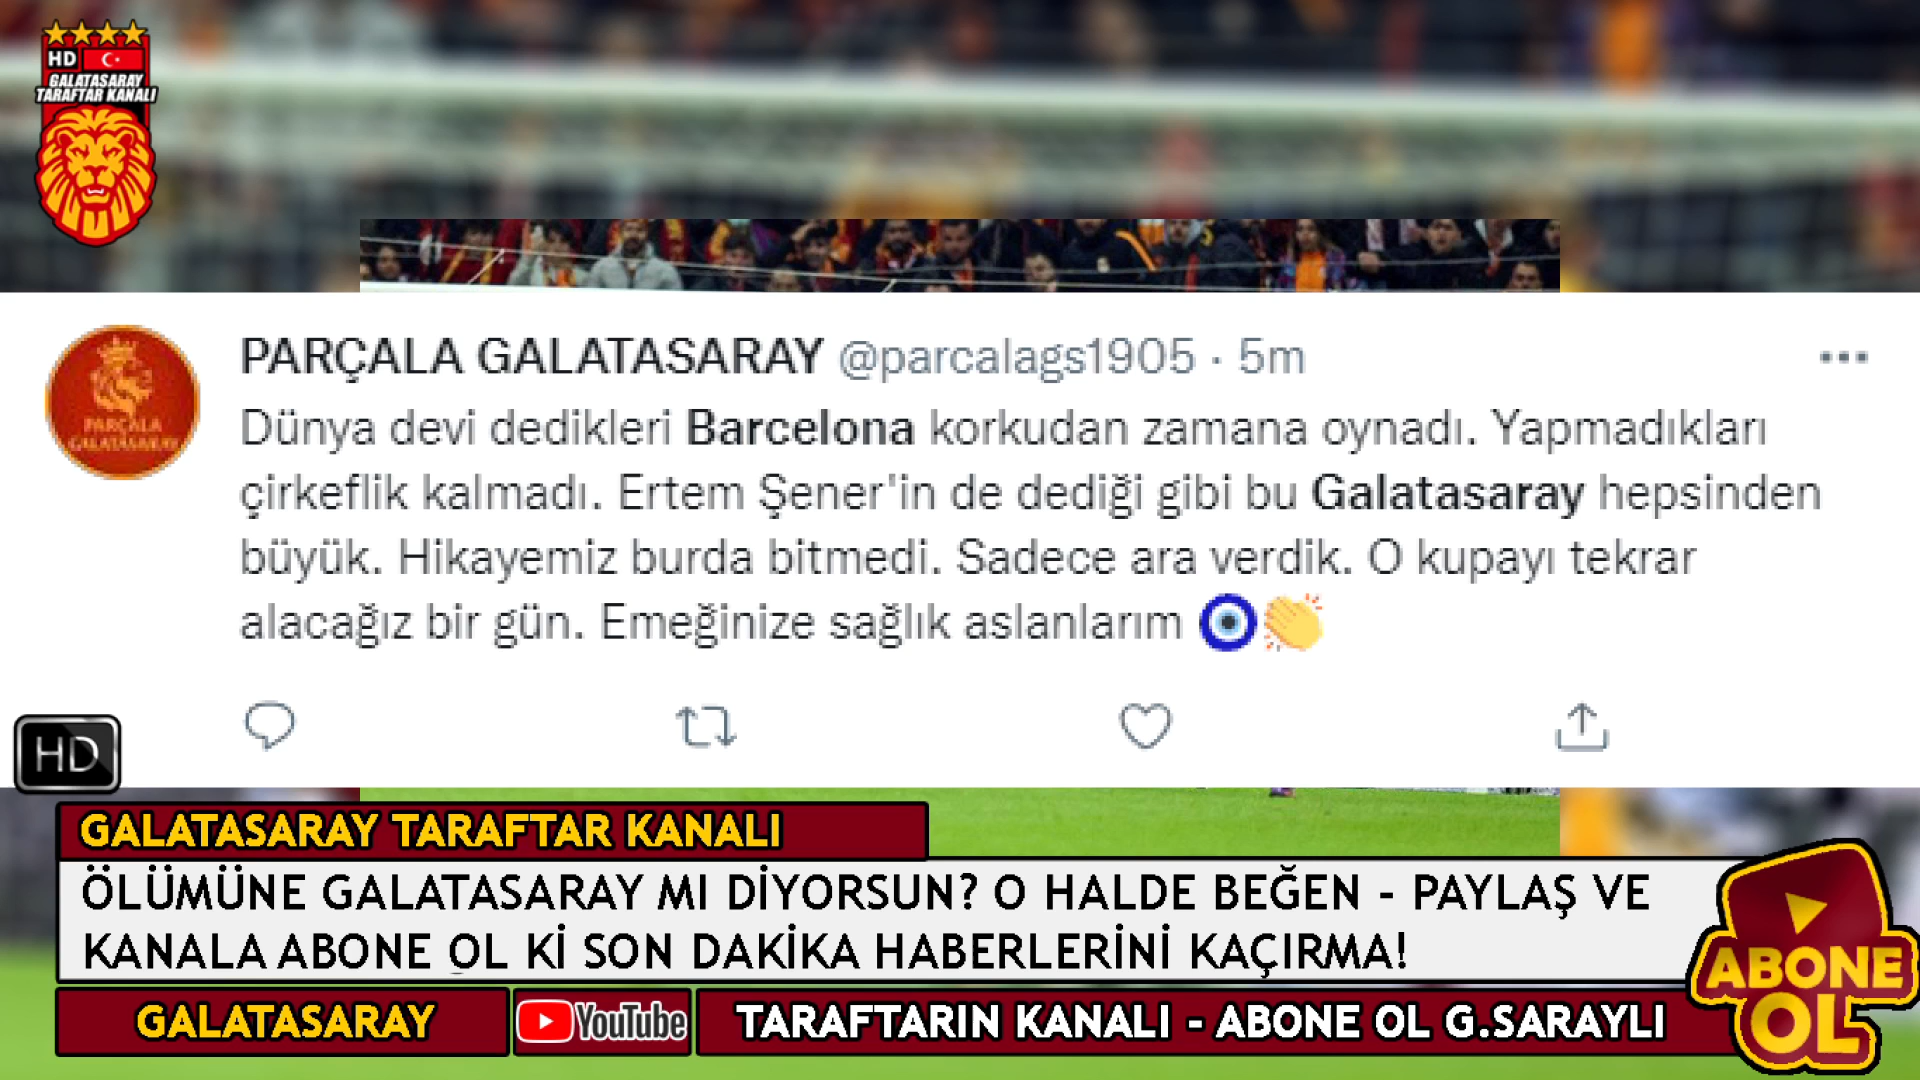 HD
GALATASARAY
TARAFTAR KANALI
PARÇALA GALATASARAY @parcalags1905 · 5m
PARÇALA
GALATASARAY
Dünya devi dedikleri Barcelona korkudan zamana oynadı. Yapmadıkları
çirkeflik kalmadı. Ertem Şener'in de dediği gibi bu Galatasaray hepsinden
büyük. Hikayemiz burda bitmedi. Sadece ara verdik. O kupayı tekrar
alacağız bir gün. Emeğinize sağlık aslanlarım 🧿👏
HD
GALATASARAY TARAFTAR KANALI
ÖLÜMÜNE GALATASARAY MI DİYORSUN? O HALDE BEĞEN - PAYLAŞ VE
KANALA ABONE OL Kİ SON DAKİKA HABERLERİNİ KAÇIRMA!
GALATASARAY
YouTube
TARAFTARIN KANALI - ABONE OL G.SARAYLI
ABONE
OL